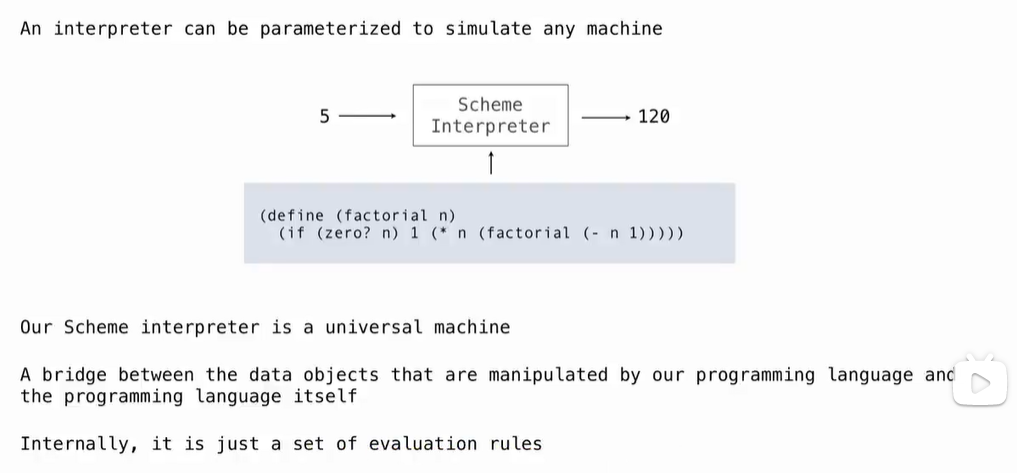 An interpreter can be parameterized to simulate any machine
5
Scheme
Interpreter
120
(define (factorial n)
(if (zero? n) 1 (* n (factorial (- n 1)))))
Our Scheme interpreter is a universal machine
A bridge between the data objects that are manipulated by our programming language and
the programming language itself
Internally, it is just a set of evaluation rules